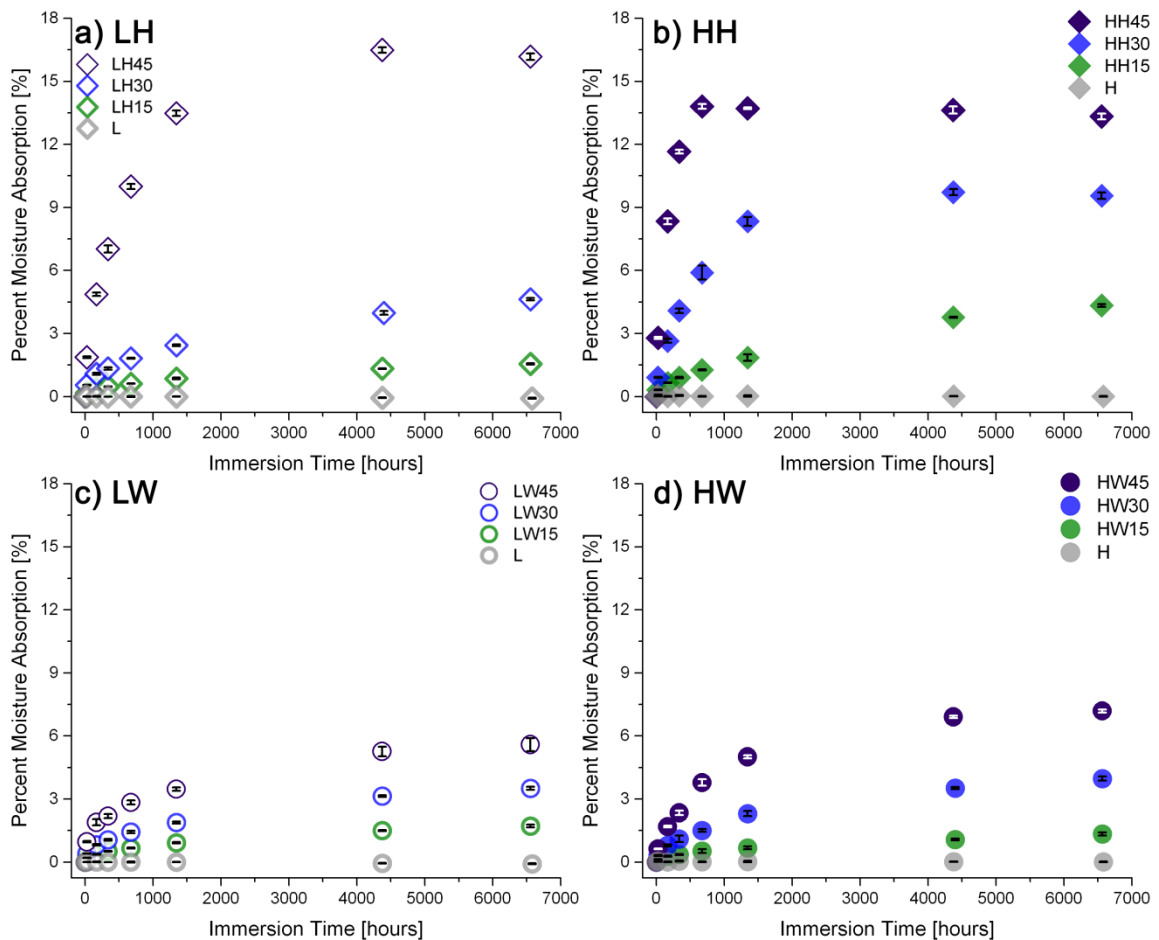 a) LH
LH45
LH30
LH15
L
18
15
12
9
6
3
0
Percent Moisture Absorption [%]
0 1000 2000 3000 4000 5000 6000 7000
Immersion Time [hours]
b) HH
HH45
HH30
HH15
H
18
15
12
9
6
3
0
Percent Moisture Absorption [%]
0 1000 2000 3000 4000 5000 6000 7000
Immersion Time [hours]
c) LW
LW45
LW30
LW15
L
18
15
12
9
6
3
0
Percent Moisture Absorption [%]
0 1000 2000 3000 4000 5000 6000 7000
Immersion Time [hours]
d) HW
HW45
HW30
HW15
H
18
15
12
9
6
3
0
Percent Moisture Absorption [%]
0 1000 2000 3000 4000 5000 6000 7000
Immersion Time [hours]